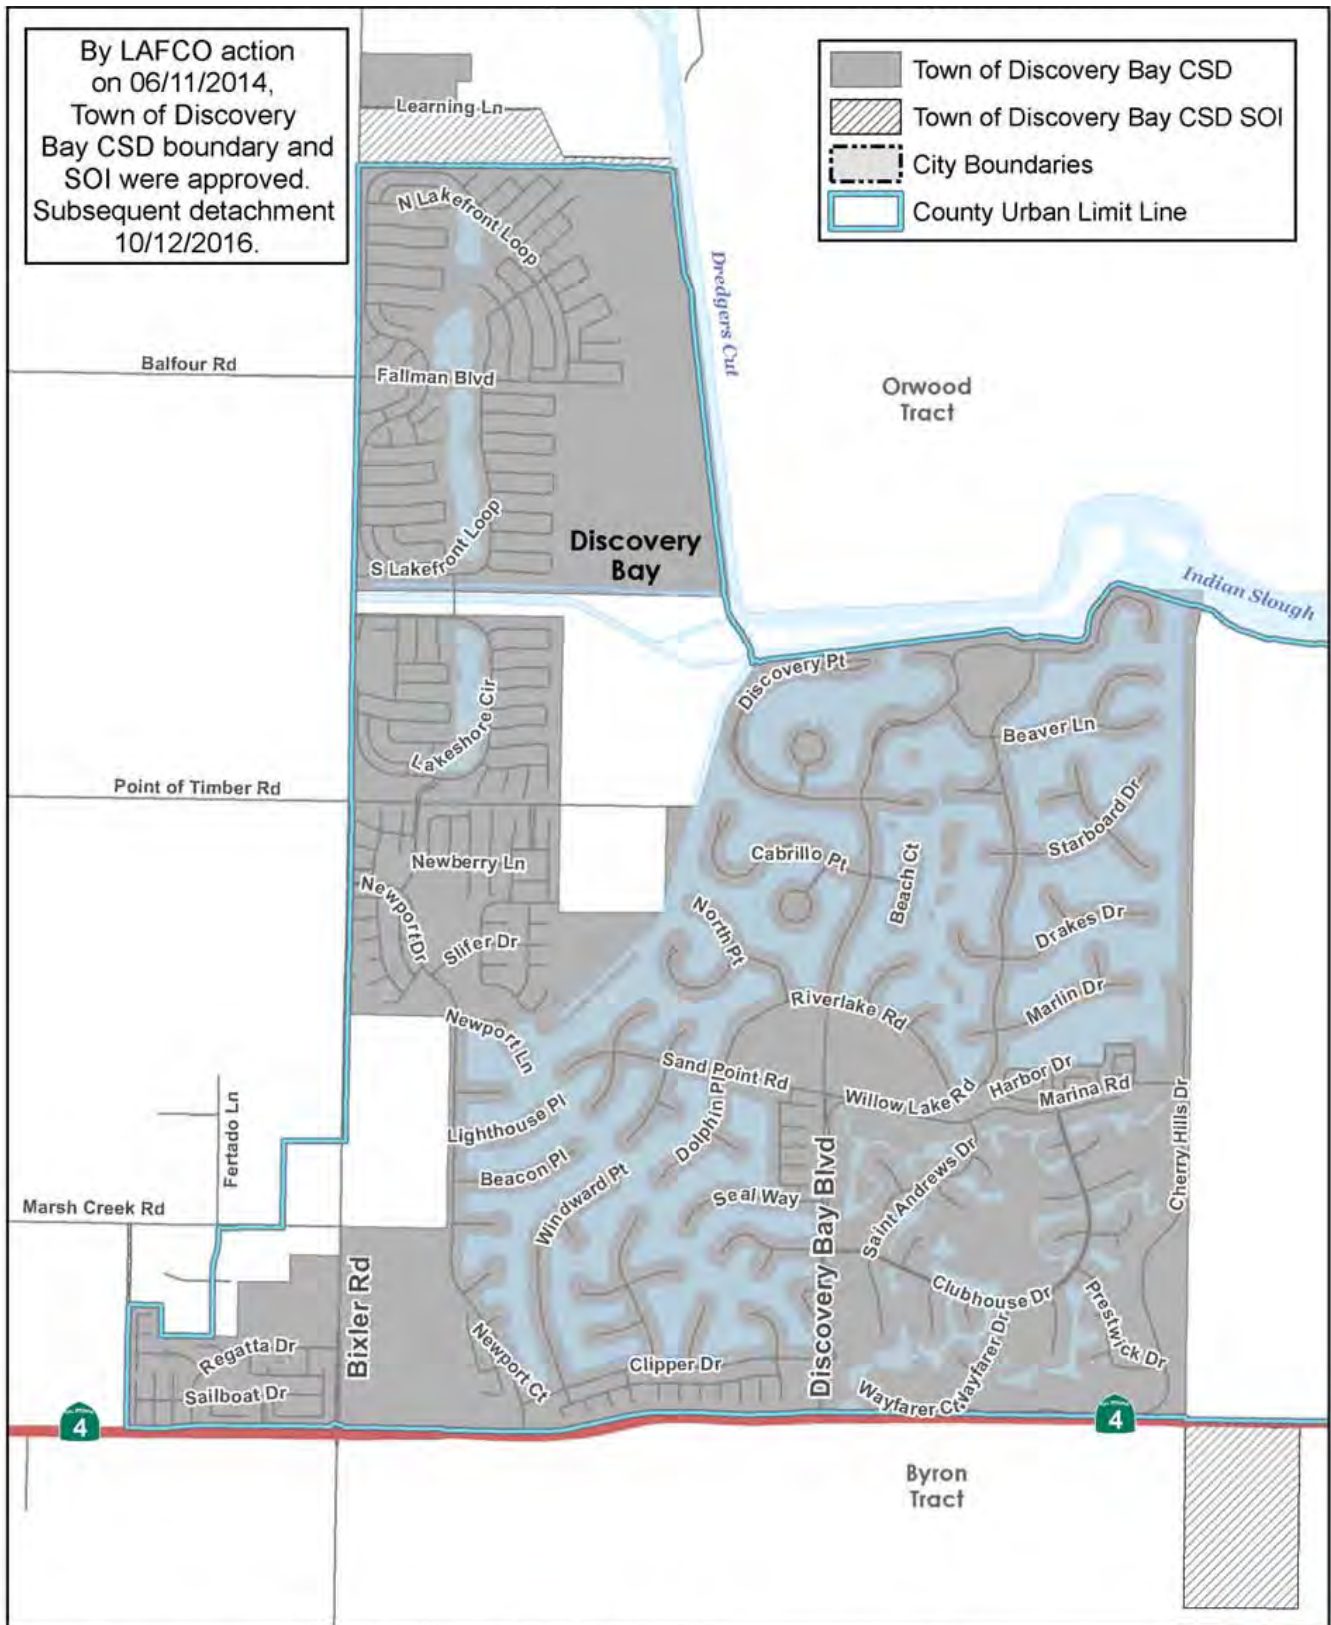 By LAFCO action
on 06/11/2014,
Town of Discovery
Bay CSD boundary and
SOI were approved.
Subsequent detachment
10/12/2016.
Town of Discovery Bay CSD
Town of Discovery Bay CSD SOI
City Boundaries
County Urban Limit Line
Learning Ln
N Lakefront Loop
Dredgers Cut
Balfour Rd
Fallman Blvd
Orwood
Tract
S Lakefront Loop
Discovery
Bay
Indian Slough
Discovery Pt
Lakeshore Cir
Beaver Ln
Point of Timber Rd
Starboard Dr
Newberry Ln
Cabrillo Pt
Beach Ct
Newport Dr
Slifer Dr
North Pt
Drakes Dr
Riverlake Rd
Marlin Dr
Newport Ln
Sand Point Rd
Harbor Dr
Marina Rd
Willow Lake Rd
Fertado Ln
Lighthouse Pl
Dolphin Pl
Cherry Hills Dr
Beacon Pl
Windward Pt
Seal Way
Saint Andrews Dr
Marsh Creek Rd
Discovery Bay Blvd
Bixler Rd
Clubhouse Dr
Prestwick Dr
Regatta Dr
Newport Ct
Clipper Dr
Wayfarer Dr
Sailboat Dr
Wayfarer Ct
4
4
Byron
Tract